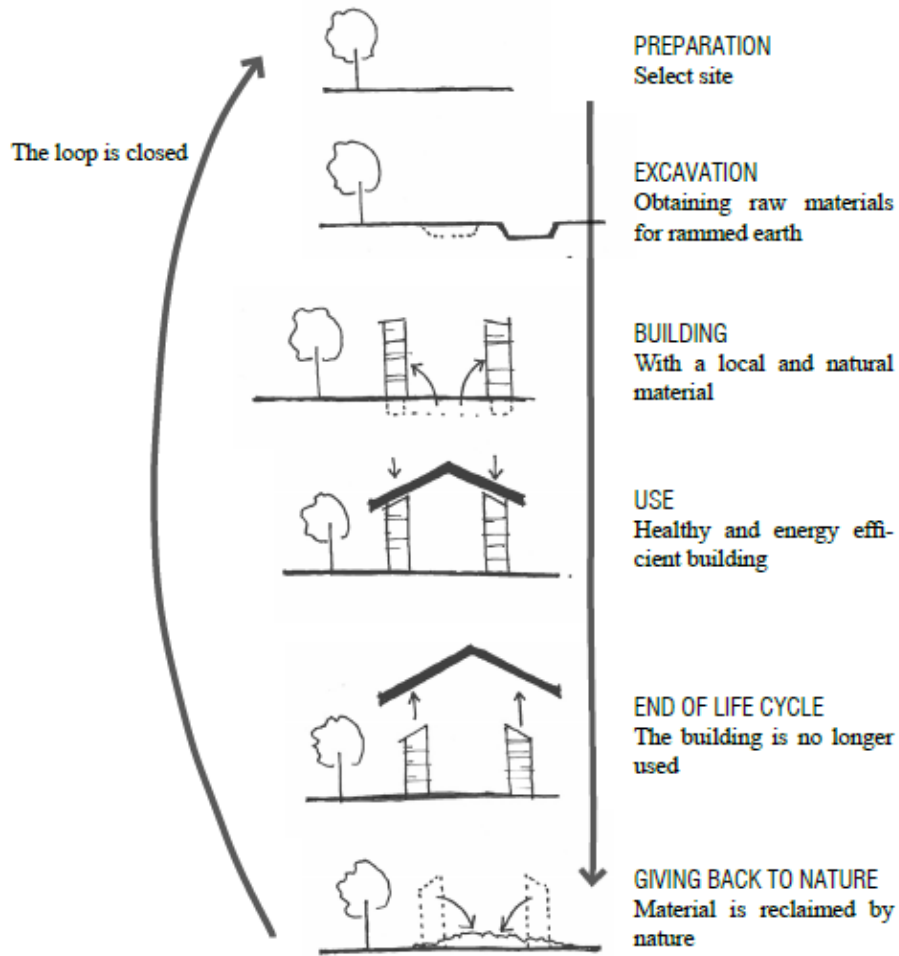 PREPARATION
Select site
The loop is closed
EXCAVATION
Obtaining raw materials
for rammed earth
BUILDING
With a local and natural
material
USE
Healthy and energy effi-
cient building
END OF LIFE CYCLE
The building is no longer
used
GIVING BACK TO NATURE
Material is reclaimed by
nature